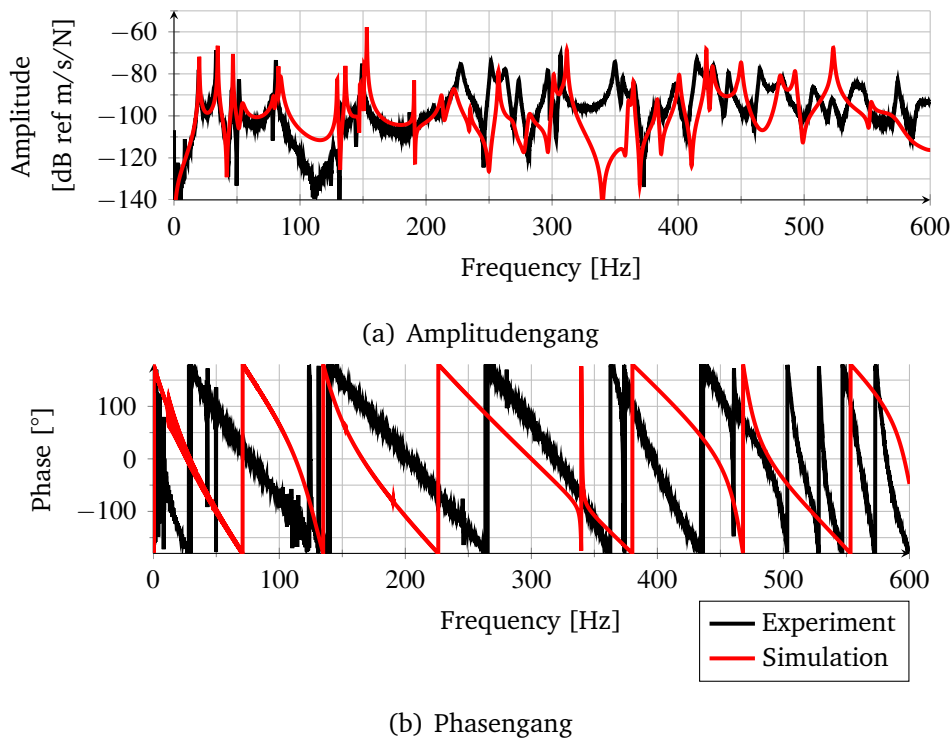 −60
−80
−100
−120
−140
Amplitude
[dB ref m/s/N]
0 100 200 300 400 500 600
Frequency [Hz]
(a) Amplitudengang
100
0
−100
Phase [°]
0 100 200 300 400 500 600
Frequency [Hz]
Experiment
Simulation
(b) Phasengang